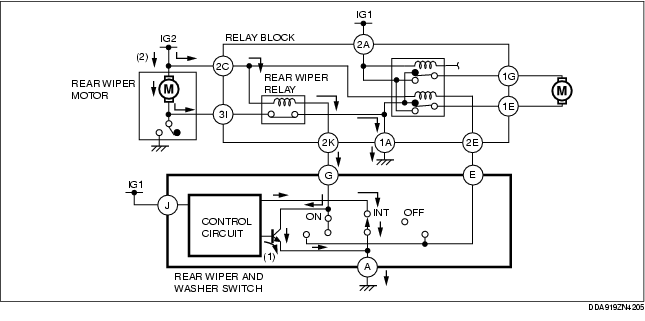 IG1
IG2
RELAY BLOCK
2A
(2)
2C
REAR WIPER
MOTOR
M
REAR WIPER
RELAY
1G
M
3I
1E
2K
1A
2E
G
E
IG1
J
CONTROL
CIRCUIT
ON
INT
OFF
(1)
A
REAR WIPER AND
WASHER SWITCH
DDA919ZN4205